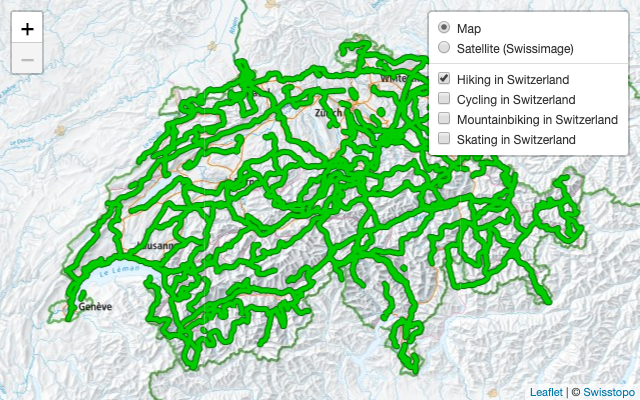 +
−
Map
Satellite (Swissimage)
Hiking in Switzerland
Cycling in Switzerland
Mountainbiking in Switzerland
Skating in Switzerland
Rhein
Zürich
Lausanne
Le Léman
Genève
Leaflet | © Swisstopo